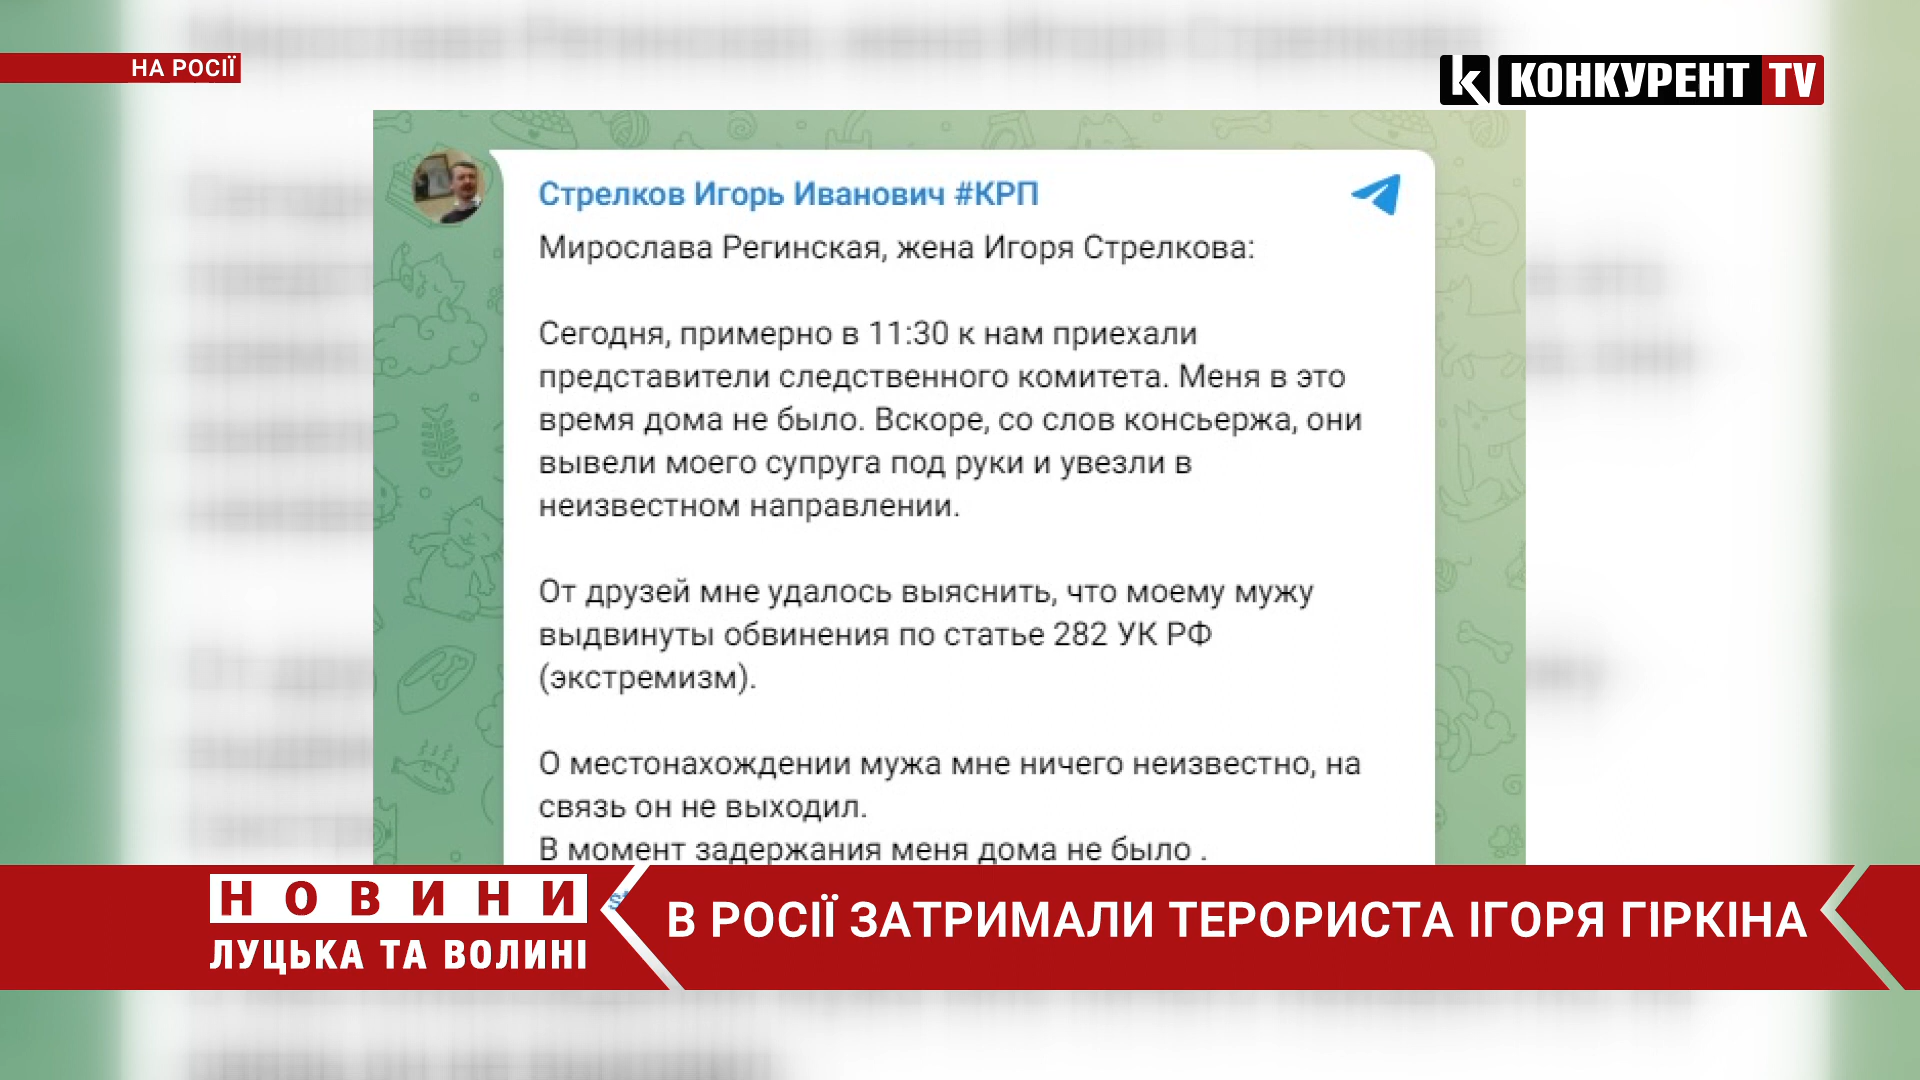 НА РОСІЇ
k КОНКУРЕНТ TV
Стрелков Игорь Иванович #КРП
Мирослава Регинская, жена Игоря Стрелкова:
Сегодня, примерно в 11:30 к нам приехали
представители следственного комитета. Меня в это
время дома не было. Вскоре, со слов консьержа, они
вывели моего супруга под руки и увезли в
неизвестном направлении.
От друзей мне удалось выяснить, что моему мужу
выдвинуты обвинения по статье 282 УК РФ
(экстремизм).
О местонахождении мужа мне ничего неизвестно, на
связь он не выходил.
В момент задержания меня дома не было .
НОВИНИ
ЛУЦЬКА ТА ВОЛИНІ
В РОСІЇ ЗАТРИМАЛИ ТЕРОРИСТА ІГОРЯ ГІРКІНА